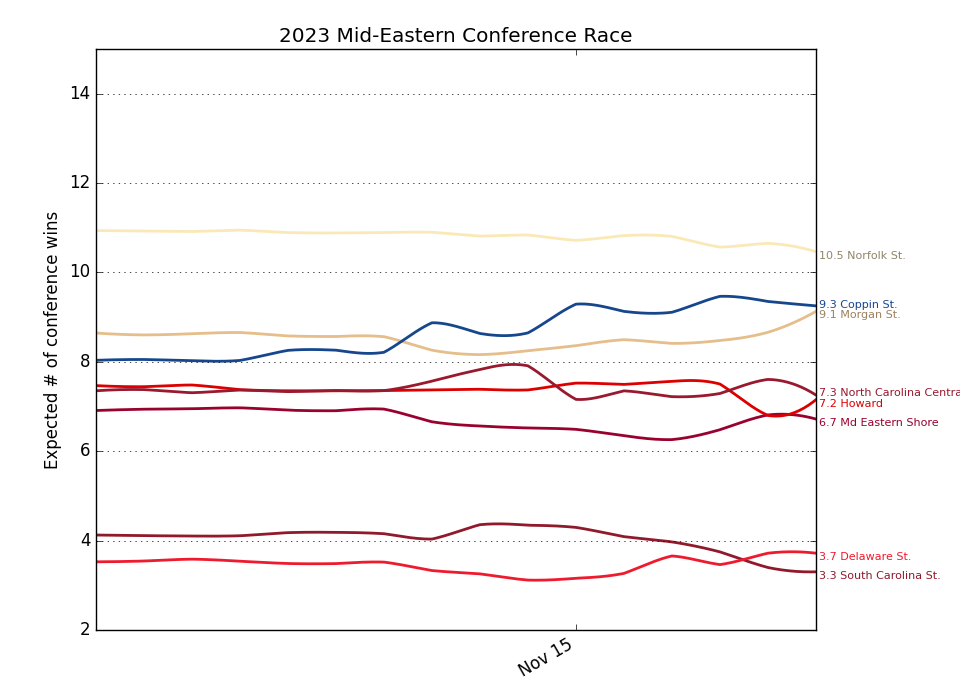 2023 Mid-Eastern Conference Race
Expected # of conference wins
14
12
10
8
6
4
2
Nov 15
10.5 Norfolk St.
9.3 Coppin St.
9.1 Morgan St.
7.3 North Carolina Centra
7.2 Howard
6.7 Md Eastern Shore
3.7 Delaware St.
3.3 South Carolina St.